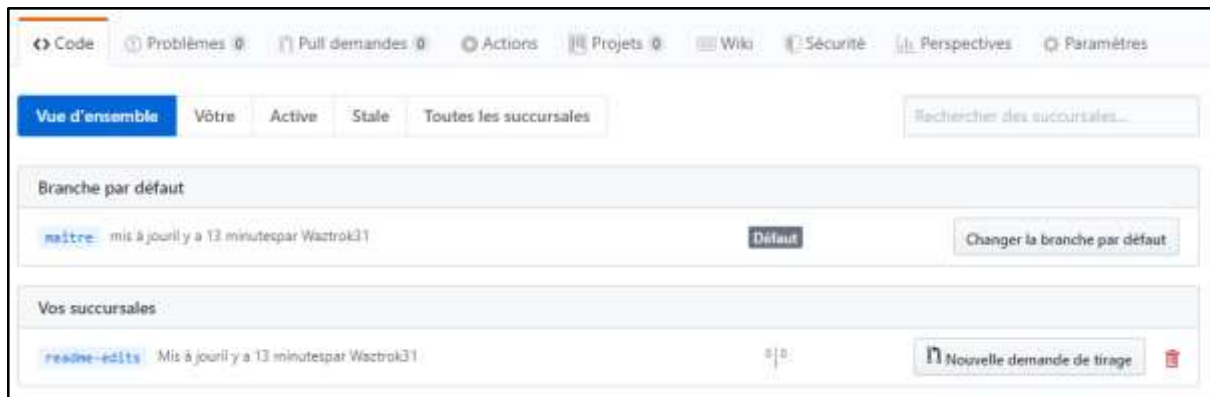 Code Problèmes 0 Pull demandes 0 Actions Projets 0 Wiki Sécurité Perspectives Paramètres
Vue d'ensemble Vôtre Active Stale Toutes les succursales Rechercher des succursales...
Branche par défaut
maître mis à jouril y a 13 minutespar Waztrok31 Défaut Changer la branche par défaut
Vos succursales
readme-edits Mis à jouril y a 13 minutespar Waztrok31 0|0 Nouvelle demande de tirage